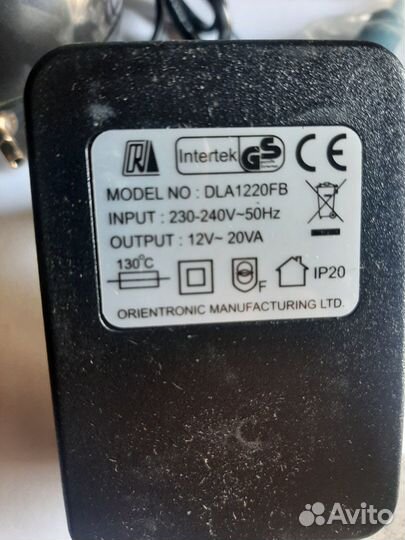 Intertek GS CE
MODEL NO : DLA1220FB
INPUT : 230-240V~50Hz
OUTPUT : 12V~ 20VA
130°C
F
IP20
ORIENTRONIC MANUFACTURING LTD.
Avito